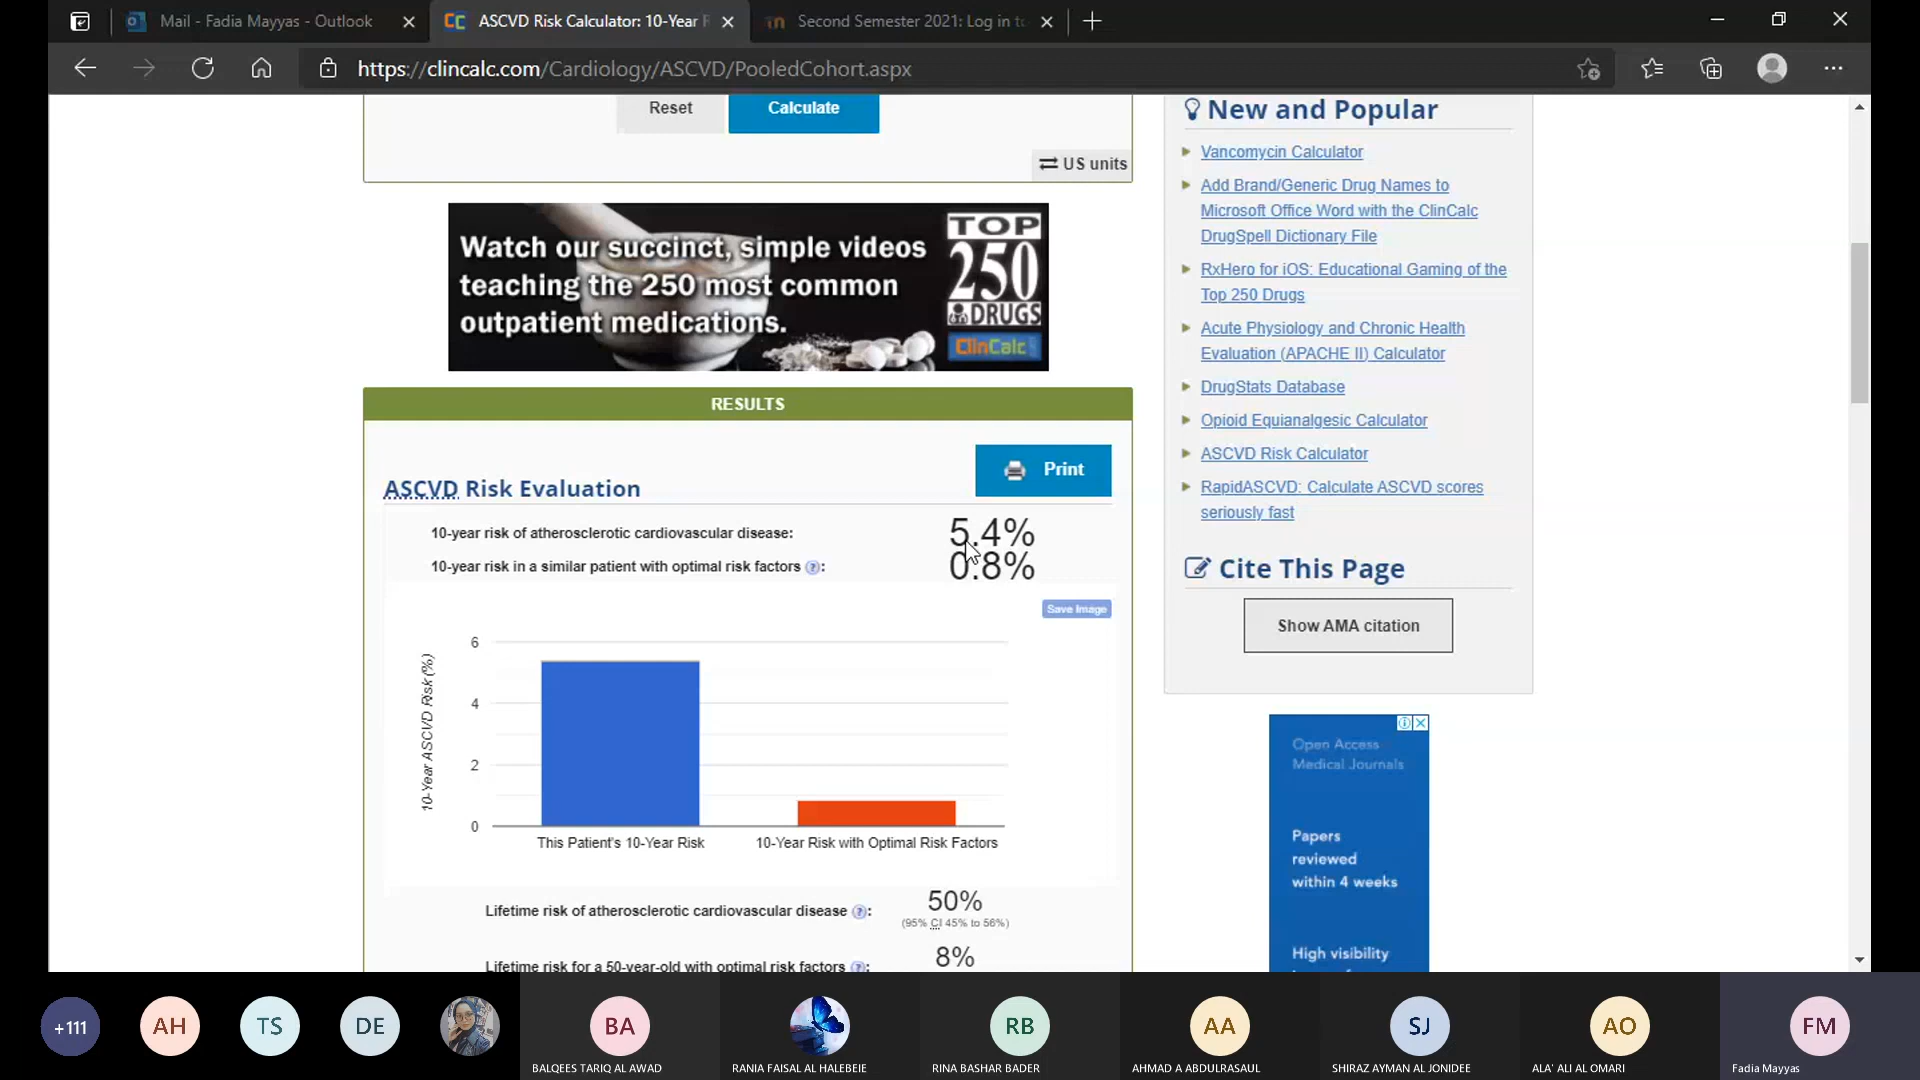 Mail - Fadia Mayyas - Outlook
CC ASCVD Risk Calculator: 10-Year R
Second Semester 2021: Log in to
https://clincalc.com/Cardiology/ASCVD/PooledCohort.aspx
Reset
Calculate
US units
Watch our succinct, simple videos
teaching the 250 most common
outpatient medications.
TOP
250
DRUGS
ClinCalc
RESULTS
Print
ASCVD Risk Evaluation
10-year risk of atherosclerotic cardiovascular disease: 5.4%
10-year risk in a similar patient with optimal risk factors ?: 0.8%
Save Image
10-Year ASCVD Risk (%)
6
4
2
0
This Patient's 10-Year Risk
10-Year Risk with Optimal Risk Factors
Lifetime risk of atherosclerotic cardiovascular disease ?: 50%
(95% CI 45% to 56%)
Lifetime risk for a 50-year-old with optimal risk factors ?: 8%
New and Popular
Vancomycin Calculator
Add Brand/Generic Drug Names to
Microsoft Office Word with the ClinCalc
DrugSpell Dictionary File
RxHero for iOS: Educational Gaming of the
Top 250 Drugs
Acute Physiology and Chronic Health
Evaluation (APACHE II) Calculator
DrugStats Database
Opioid Equianalgesic Calculator
ASCVD Risk Calculator
RapidASCVD: Calculate ASCVD scores
seriously fast
Cite This Page
Show AMA citation
Open Access
Medical Journals
Papers
reviewed
within 4 weeks
High visibility
+111
AH
TS
DE
BA
BALQEES TARIQ AL AWAD
RANIA FAISAL AL HALEBEIE
RB
RINA BASHAR BADER
AA
AHMAD A ABDULRASAUL
SJ
SHIRAZ AYMAN AL JONIDEE
AO
ALA' ALI AL OMARI
FM
Fadia Mayyas